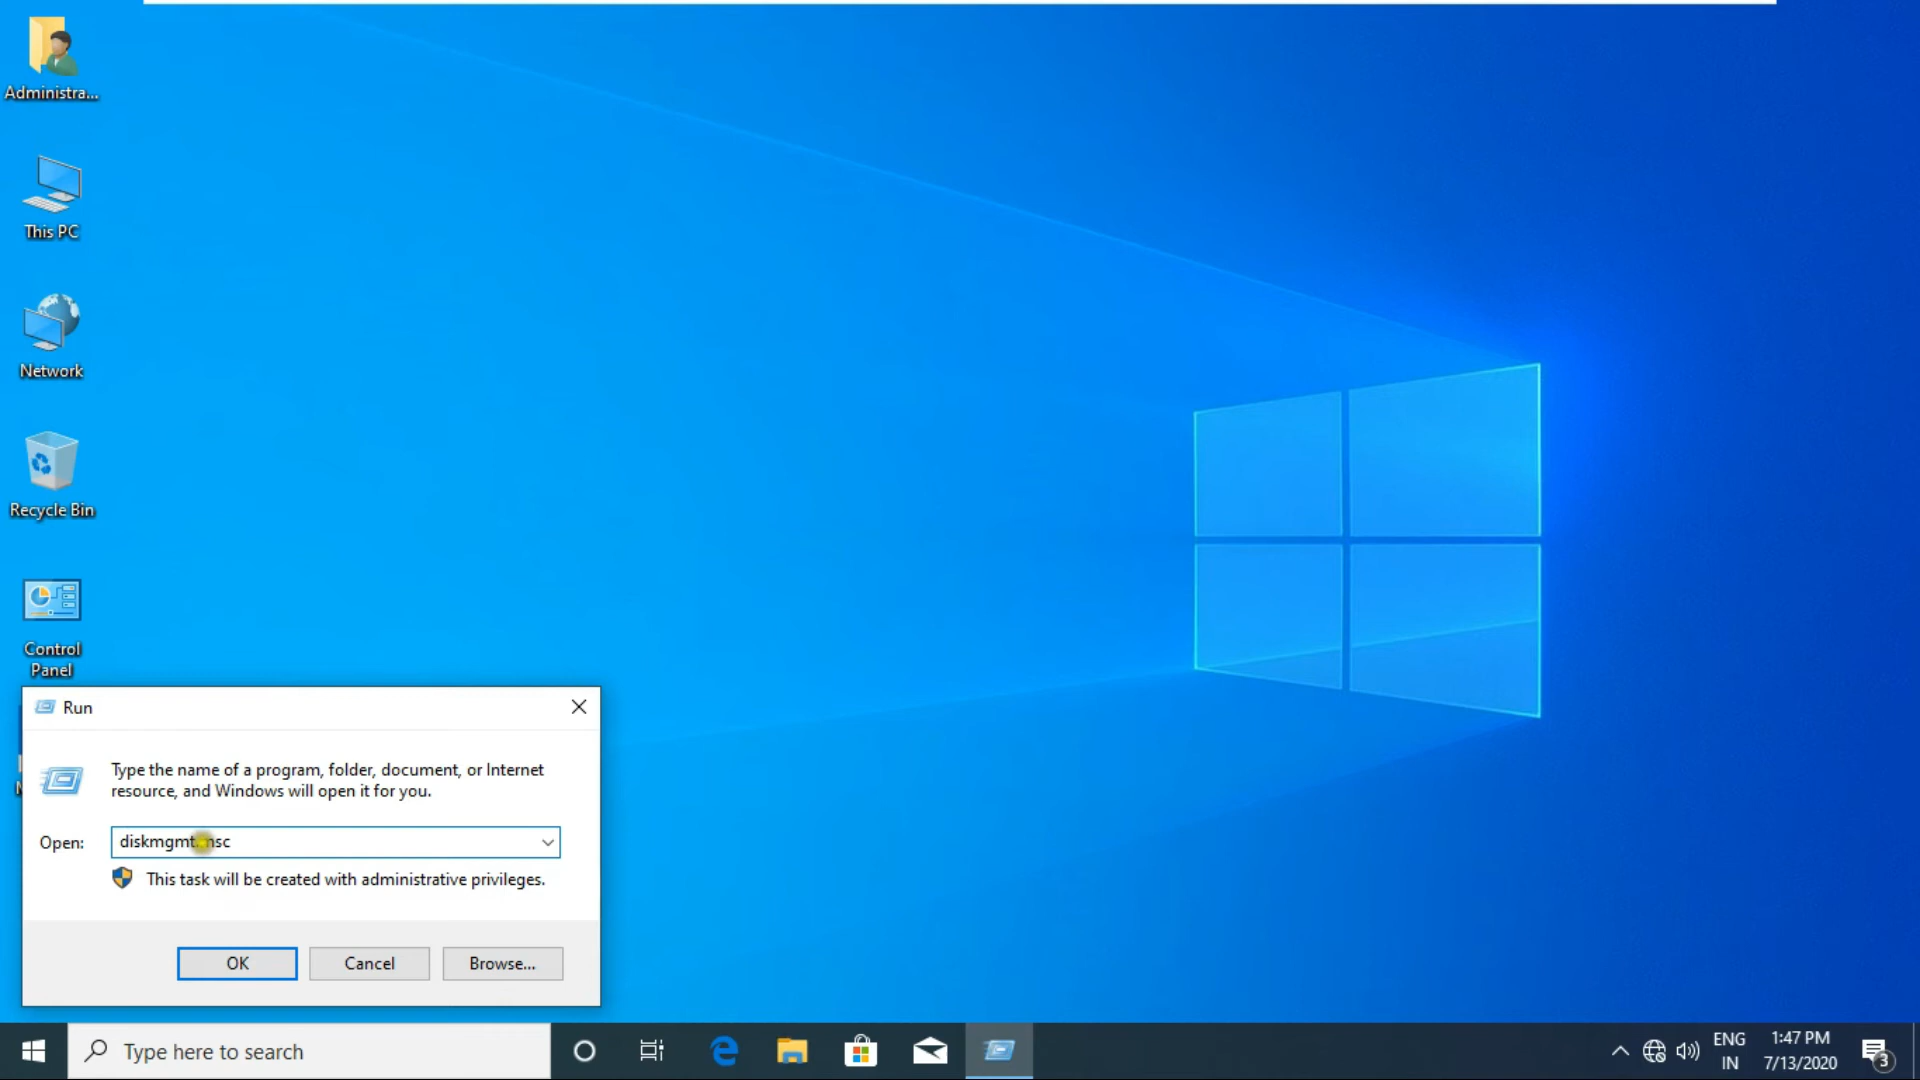 Administra...
This PC
Network
Recycle Bin
Control
Panel
Run
Type the name of a program, folder, document, or Internet
resource, and Windows will open it for you.
Open:
diskmgmt.msc
This task will be created with administrative privileges.
OK
Cancel
Browse...
Type here to search
ENG
IN
1:47 PM
7/13/2020
3